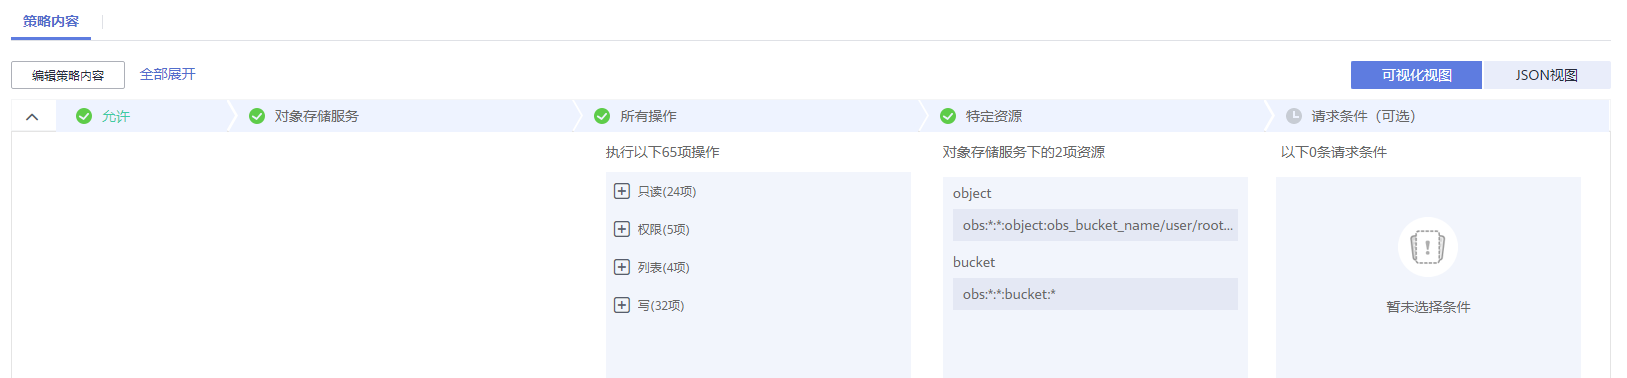 策略内容
编辑策略内容
全部展开
可视化视图
JSON视图
允许
对象存储服务
所有操作
特定资源
请求条件（可选）
执行以下65项操作
只读(24项)
权限(5项)
列表(4项)
写(32项)
对象存储服务下的2项资源
object
obs:*:*:object:obs_bucket_name/user/root...
bucket
obs:*:*:bucket:*
以下0条请求条件
暂未选择条件